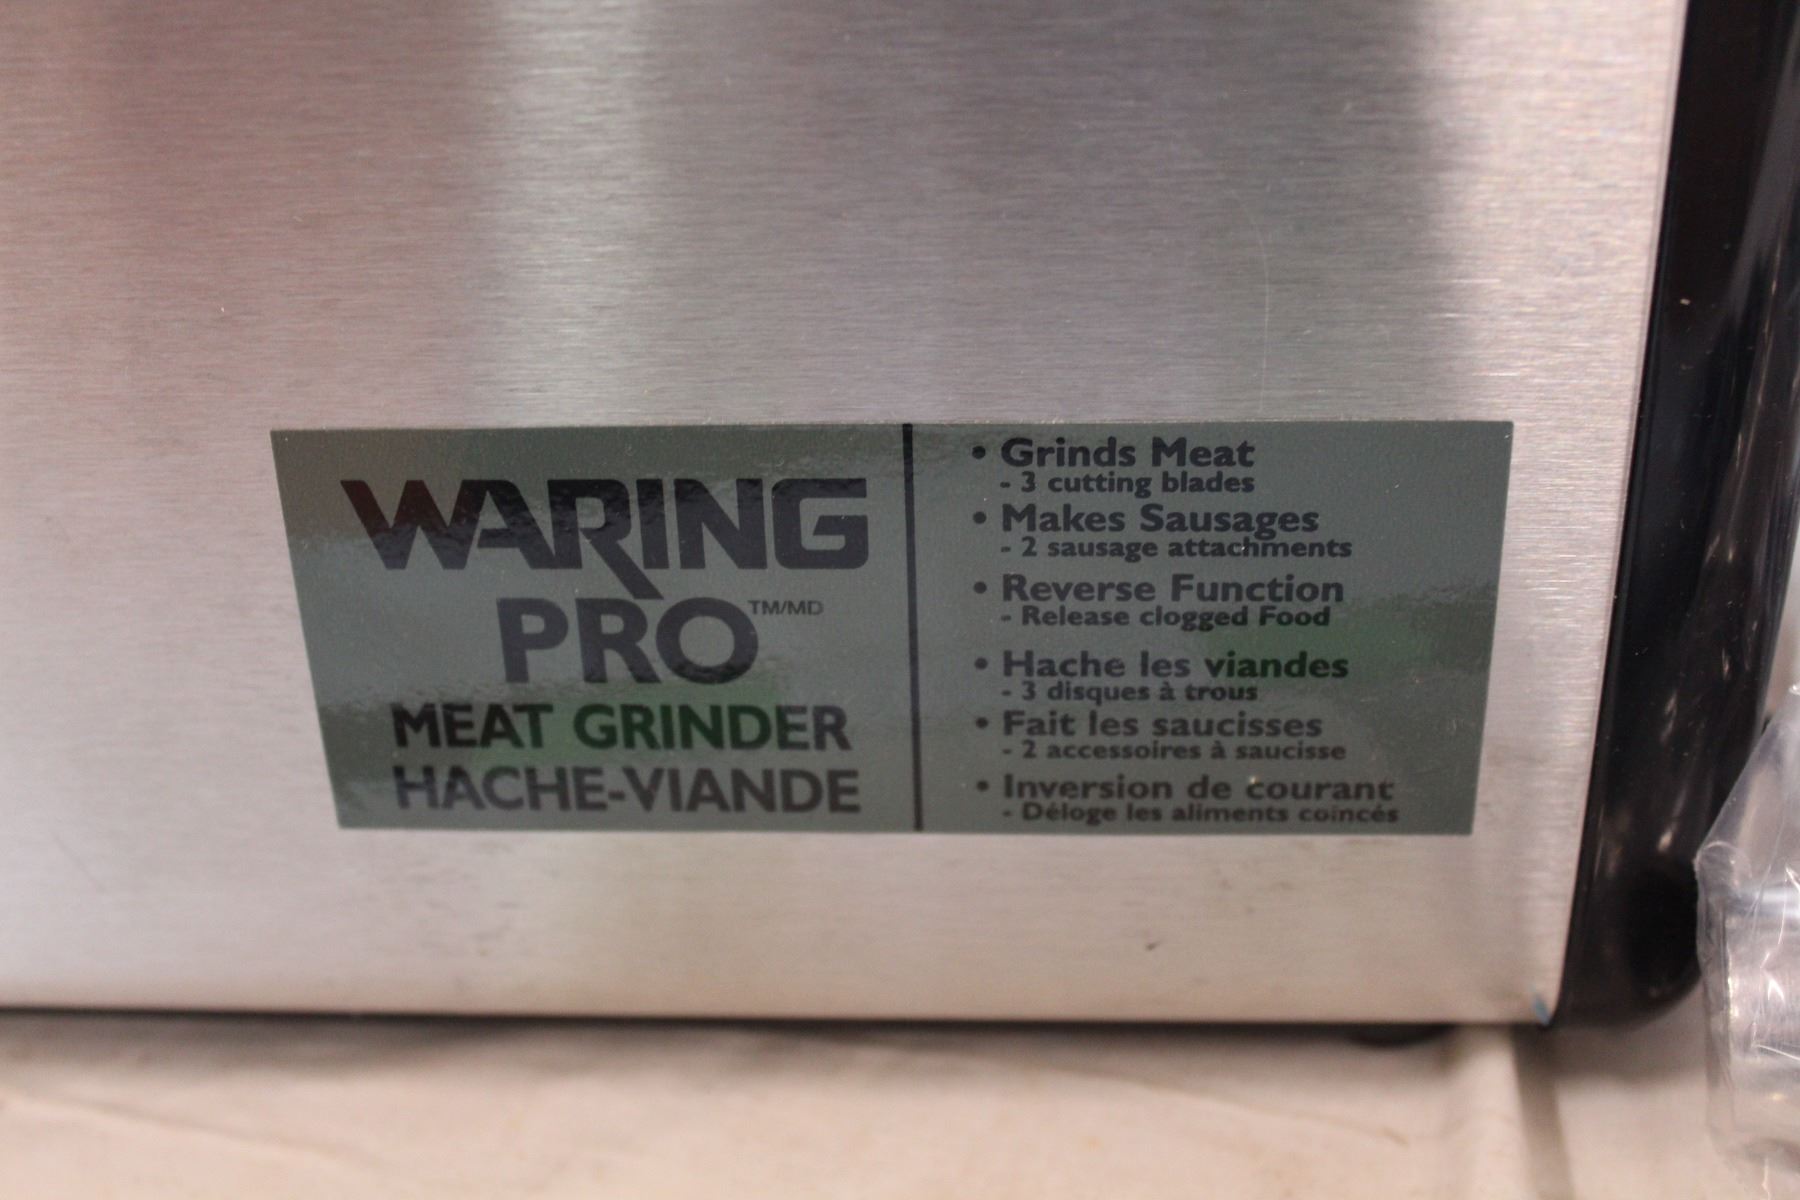 WARING
PRO™/MD
MEAT GRINDER
HACHE-VIANDE
• Grinds Meat
- 3 cutting blades
• Makes Sausages
- 2 sausage attachments
• Reverse Function
- Release clogged Food
• Hache les viandes
- 3 disques à trous
• Fait les saucisses
- 2 accessoires à saucisse
• Inversion de courant
- Déloge les aliments coincés